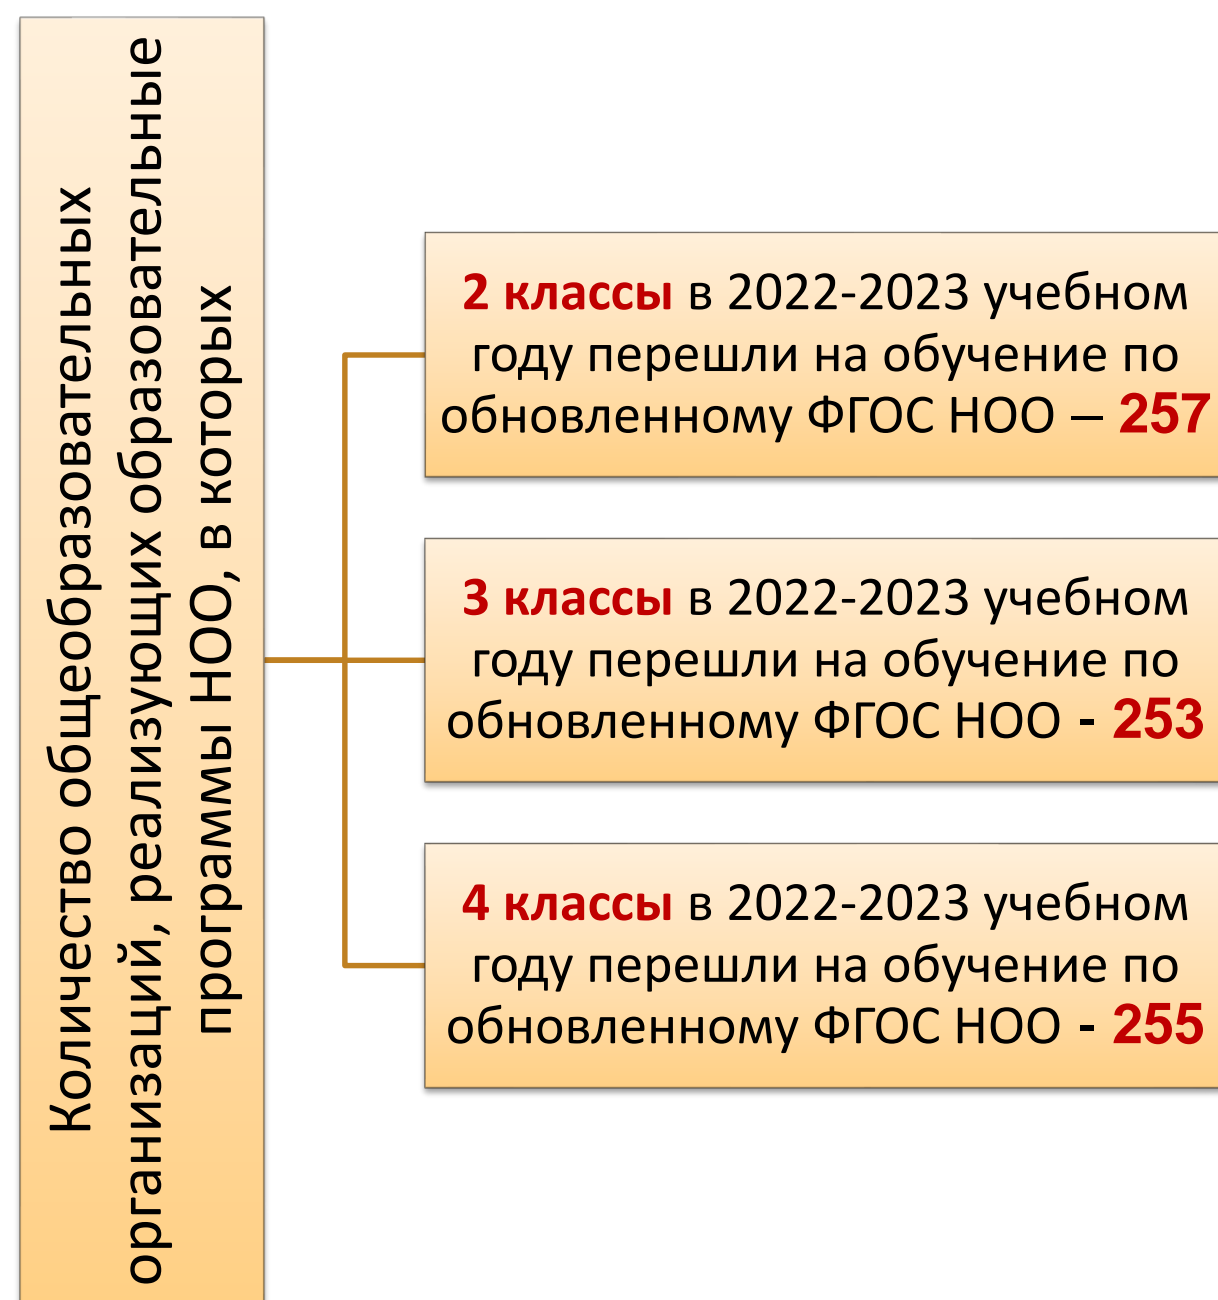 Количество общеобразовательных
организаций, реализующих образовательные
программы НОО, в которых
2 классы в 2022-2023 учебном
году перешли на обучение по
обновленному ФГОС НОО – 257
3 классы в 2022-2023 учебном
году перешли на обучение по
обновленному ФГОС НОО - 253
4 классы в 2022-2023 учебном
году перешли на обучение по
обновленному ФГОС НОО - 255